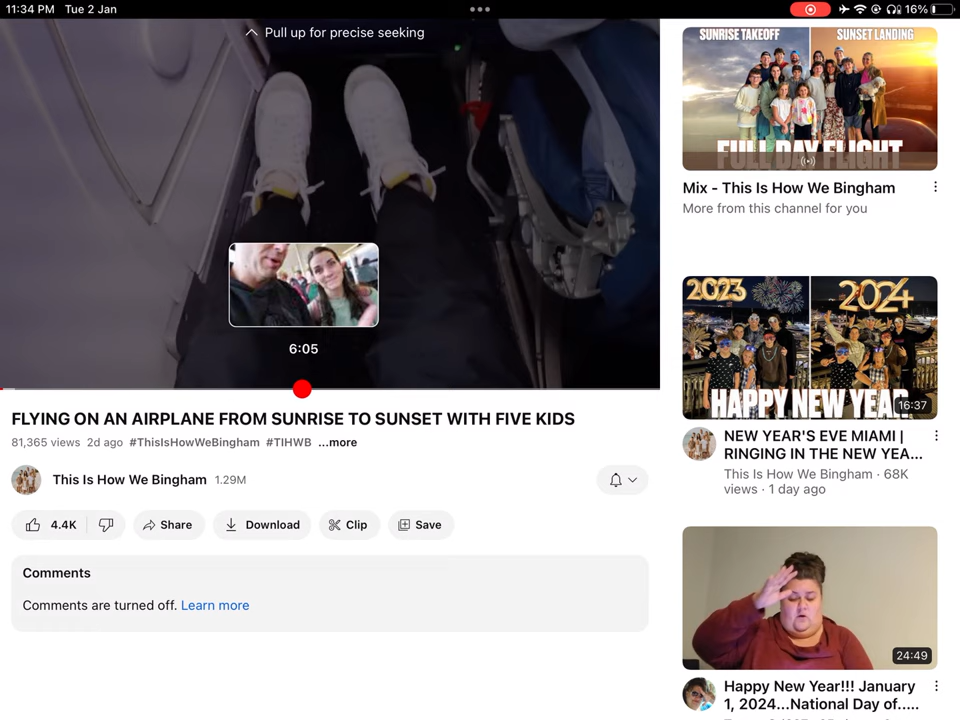 11:34 PM Tue 2 Jan
16%
Pull up for precise seeking
6:05
FLYING ON AN AIRPLANE FROM SUNRISE TO SUNSET WITH FIVE KIDS
81,365 views 2d ago #ThisIsHowWeBingham #TIHWB ...more
This Is How We Bingham 1.29M
4.4K
Share
Download
Clip
Save
Comments
Comments are turned off. Learn more
SUNRISE TAKEOFF
SUNSET LANDING
FULL DAY FLIGHT
Mix - This Is How We Bingham
More from this channel for you
2023
2024
HAPPY NEW YEAR
16:37
NEW YEAR'S EVE MIAMI |
RINGING IN THE NEW YEA...
This Is How We Bingham · 68K
views · 1 day ago
24:49
Happy New Year!!! January
1, 2024...National Day of.....